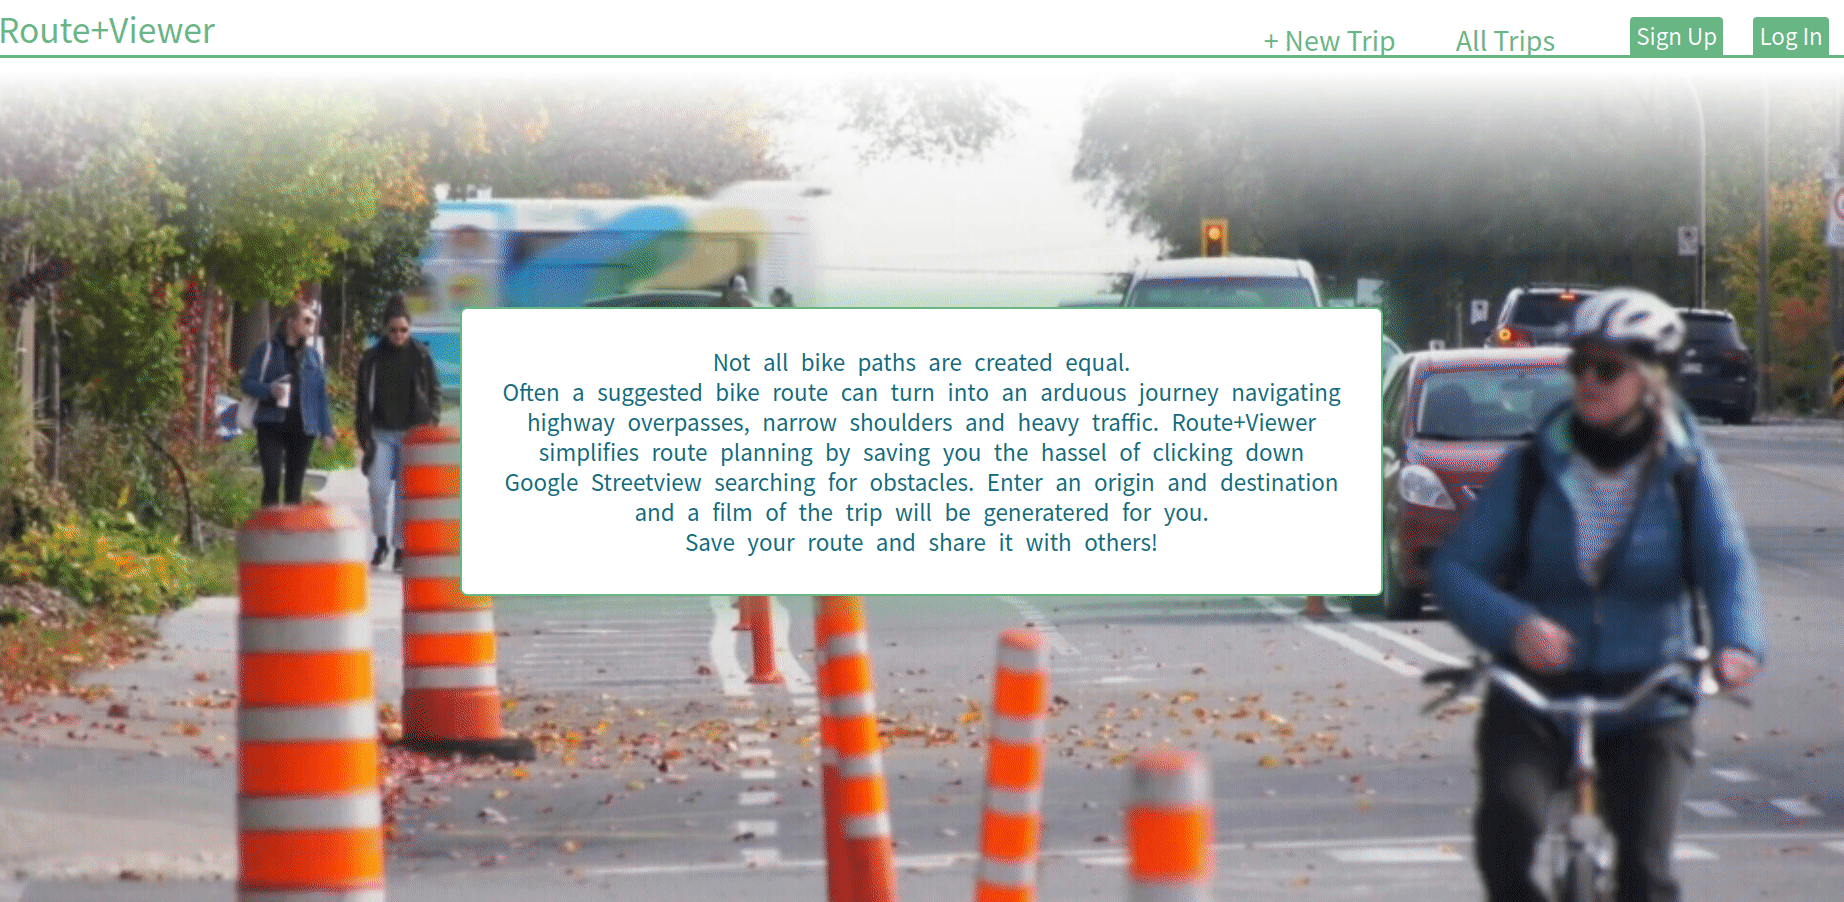 Route+Viewer
+ New Trip
All Trips
Sign Up
Log In
Not all bike paths are created equal.
Often a suggested bike route can turn into an arduous journey navigating
highway overpasses, narrow shoulders and heavy traffic. Route+Viewer
simplifies route planning by saving you the hassel of clicking down
Google Streetview searching for obstacles. Enter an origin and destination
and a film of the trip will be generatered for you.
Save your route and share it with others!